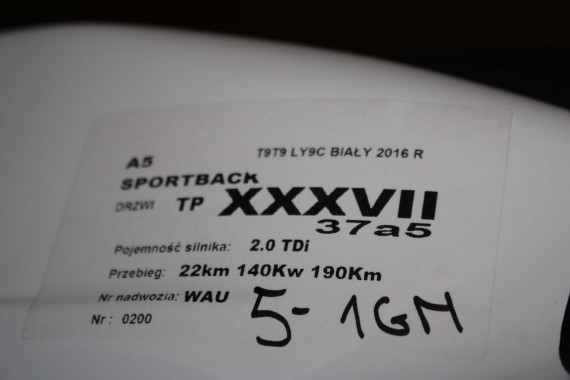 A5 T9T9 LY9C BIAŁY 2016 R
SPORTBACK
DRZWI TP XXXVII
37a5
Pojemność silnika: 2.0 TDi
Przebieg: 22km 140Kw 190Km
Nr nadwozia: WAU
Nr : 0200
5-1GM